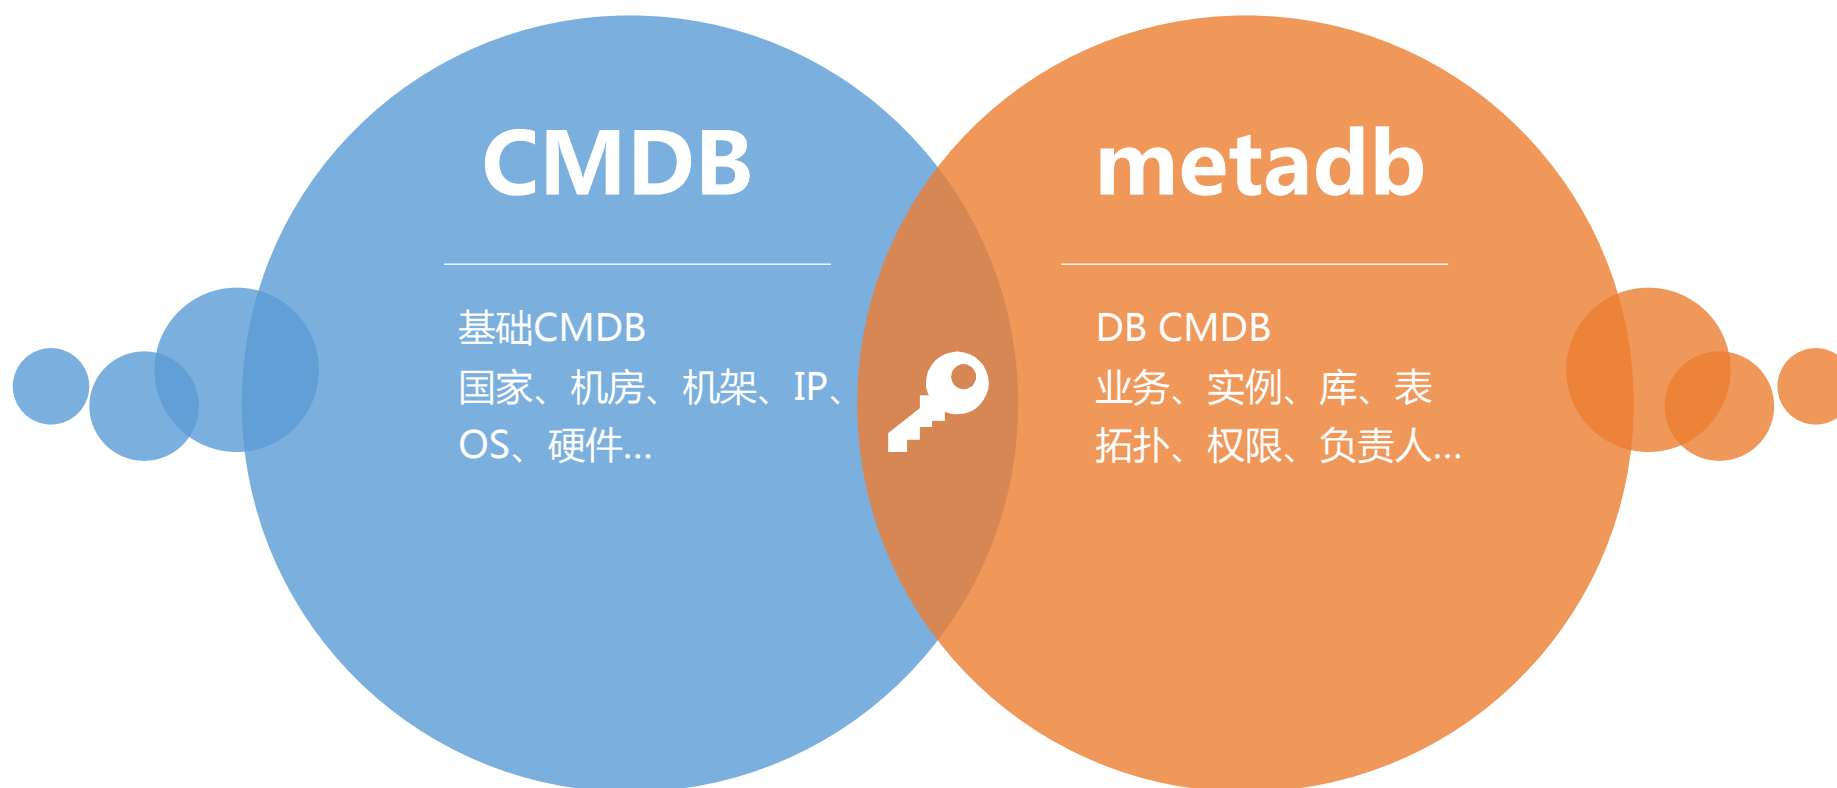 CMDB
基础CMDB
国家、机房、机架、IP、
OS、硬件...
metadb
DB CMDB
业务、实例、库、表
拓扑、权限、负责人...